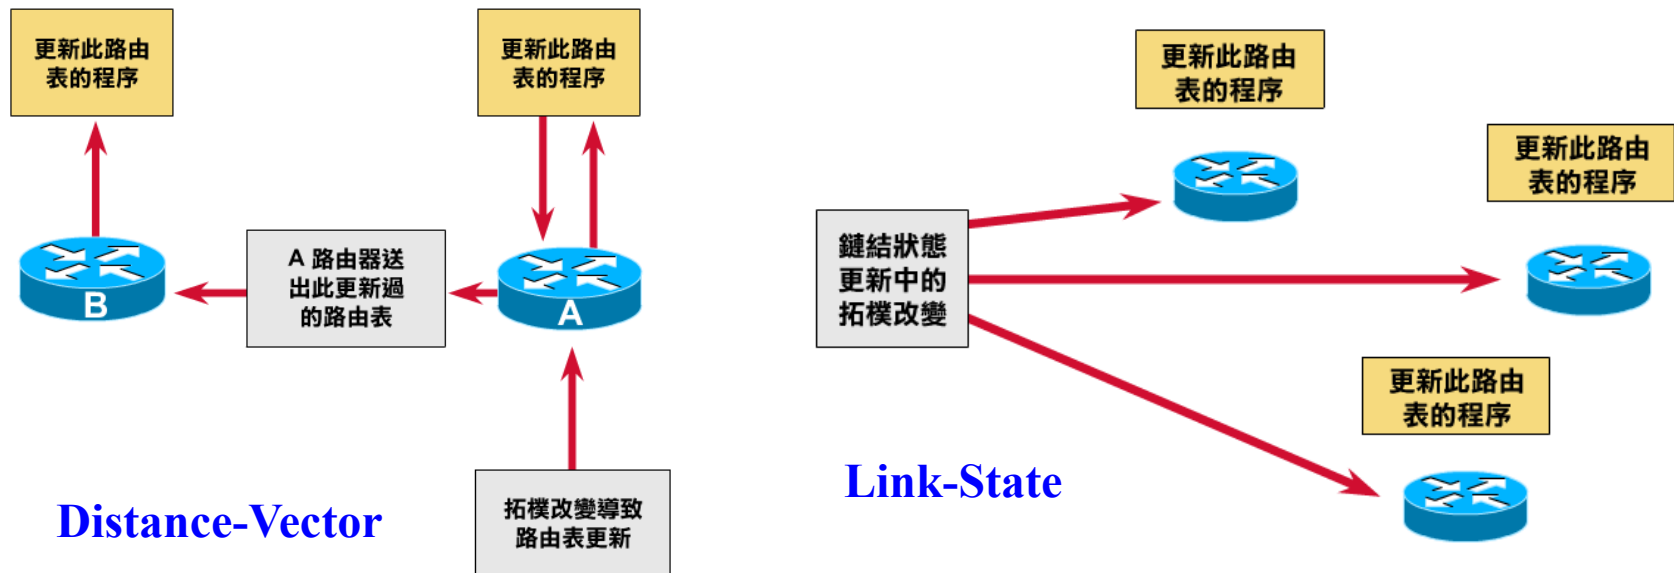 更新此路由
表的程序
更新此路由
表的程序
B
A 路由器送
出此更新過
的路由表
A
拓樸改變導致
路由表更新
Distance-Vector
更新此路由
表的程序
更新此路由
表的程序
鏈結狀態
更新中的
拓樸改變
更新此路由
表的程序
Link-State